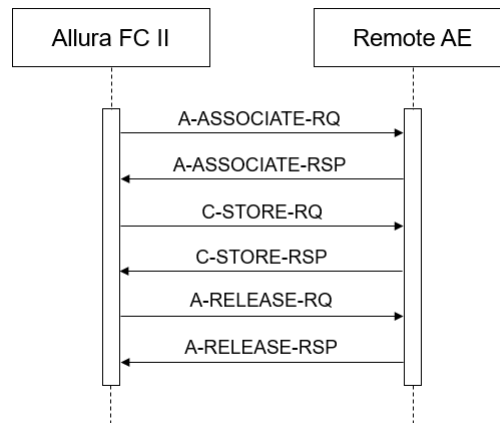 Allura FC II
Remote AE
A-ASSOCIATE-RQ
A-ASSOCIATE-RSP
C-STORE-RQ
C-STORE-RSP
A-RELEASE-RQ
A-RELEASE-RSP